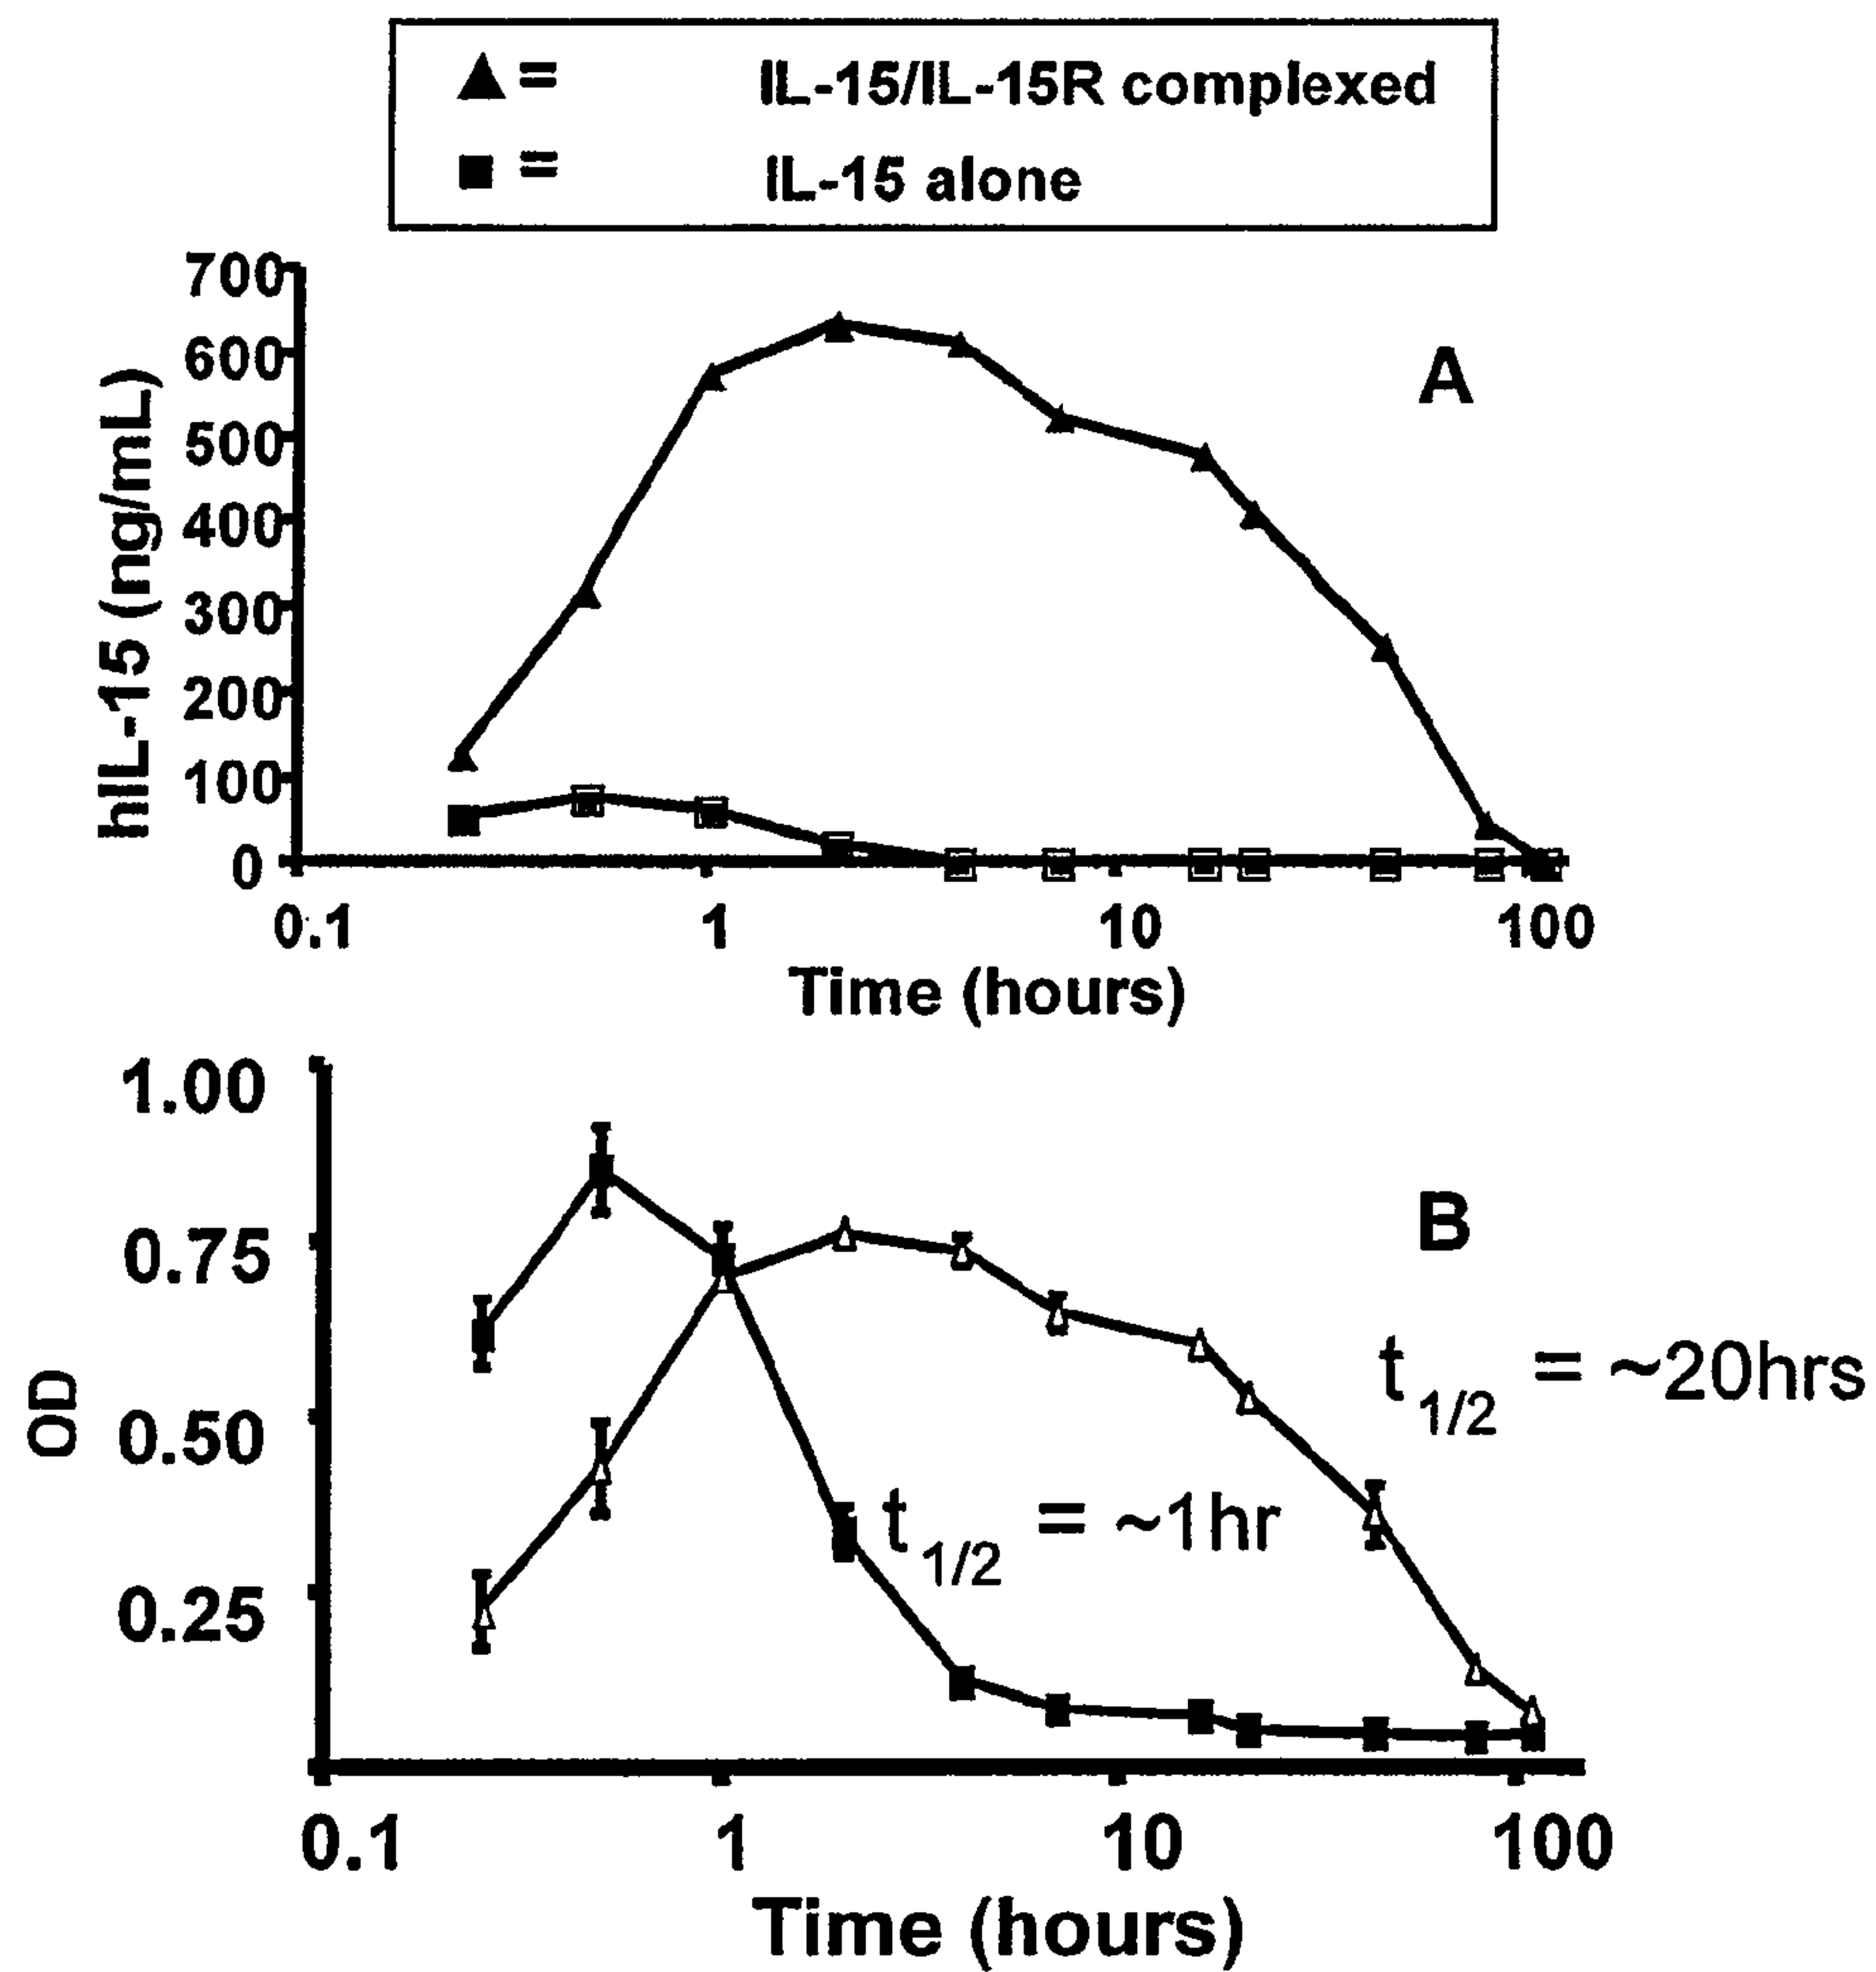 ▲ = IL-15/IL-15R complexed
■ = IL-15 alone
700
600
500
400
300
200
100
0
hIL-15 (ng/mL)
A
0.1 1 10 100
Time (hours)
1.00
0.75
0.50
0.25
OD
B
t1/2 = ~20hrs
t1/2 = ~1hr
0.1 1 10 100
Time (hours)